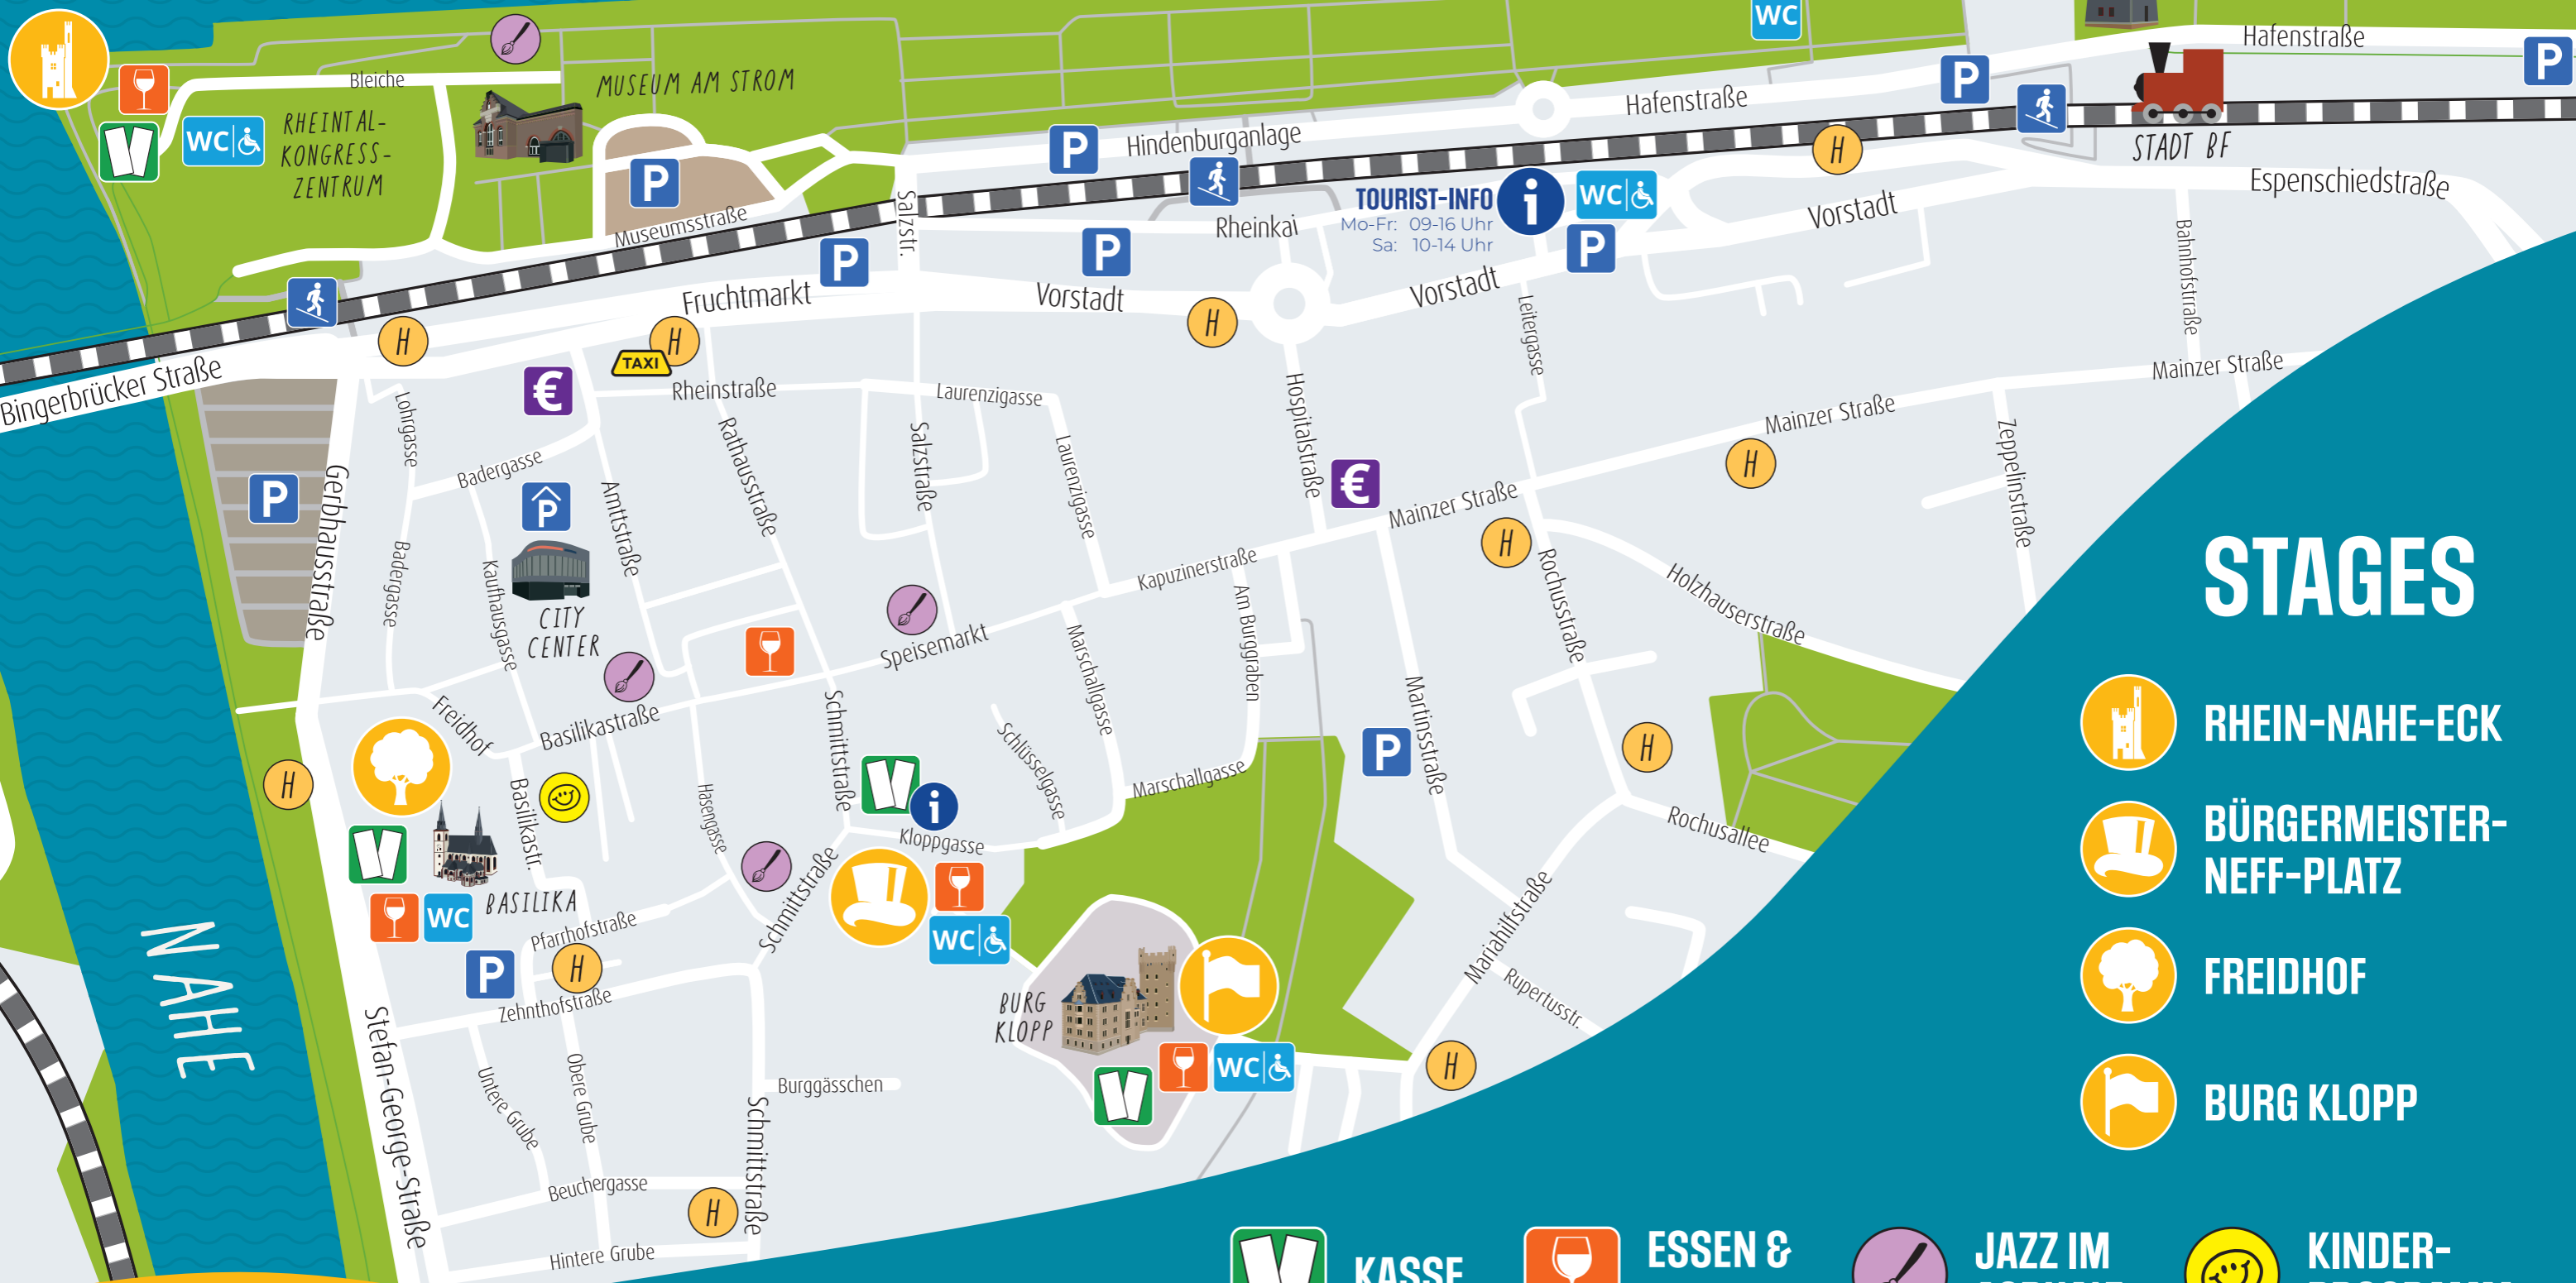 WC
Hafenstraße
P
Bleiche
MUSEUM AM STROM
P
Hafenstraße
RHEINTAL-
KONGRESS-
ZENTRUM
WC
P
Hindenburganlage
H
STADT BF
P
Salzstr.
TOURIST-INFO
Mo-Fr: 09-16 Uhr
Sa: 10-14 Uhr
i
WC
Espenschiedstraße
Museumsstraße
Rheinkai
Vorstadt
P
P
P
Bahnhofstraße
Fruchtmarkt
Vorstadt
Vorstadt
H
H
H
TAXI
Leitergasse
Bingerbrücker Straße
€
Rheinstraße
Laurenzigasse
Mainzer Straße
Lohrgasse
Hospitalstraße
Mainzer Straße
Badergasse
Rathausstraße
Salzstraße
Laurenzigasse
€
H
Zeppelinstraße
P
Gerbhausstraße
P
Amtstraße
Mainzer Straße
H
Badergasse
Kaufhausgasse
CITY
CENTER
Kapuzinerstraße
Rochusstraße
Holzhauserstraße
STAGES
Speisemarkt
Marschallgasse
Am Burggraben
Freidhof
Basilikastraße
Schmittstraße
Schlüsselgasse
Martinsstraße
P
H
RHEIN-NAHE-ECK
H
Basilikastr.
Hasengasse
i
Marschallgasse
Kloppgasse
Rochusallee
BÜRGERMEISTER-
NEFF-PLATZ
Schmittstraße
WC
BASILIKA
WC
Pfarrhofstraße
NAHE
P
H
Zehnthofstraße
BURG
KLOPP
Mariahilfstraße
Rupertusstr.
FREIDHOF
Stefan-George-Straße
Untere Grube
Obere Grube
Burggässchen
WC
H
BURG KLOPP
Schmittstraße
Beuchergasse
H
Hintere Grube
KASSE
ESSEN &
JAZZ IM
KINDER-